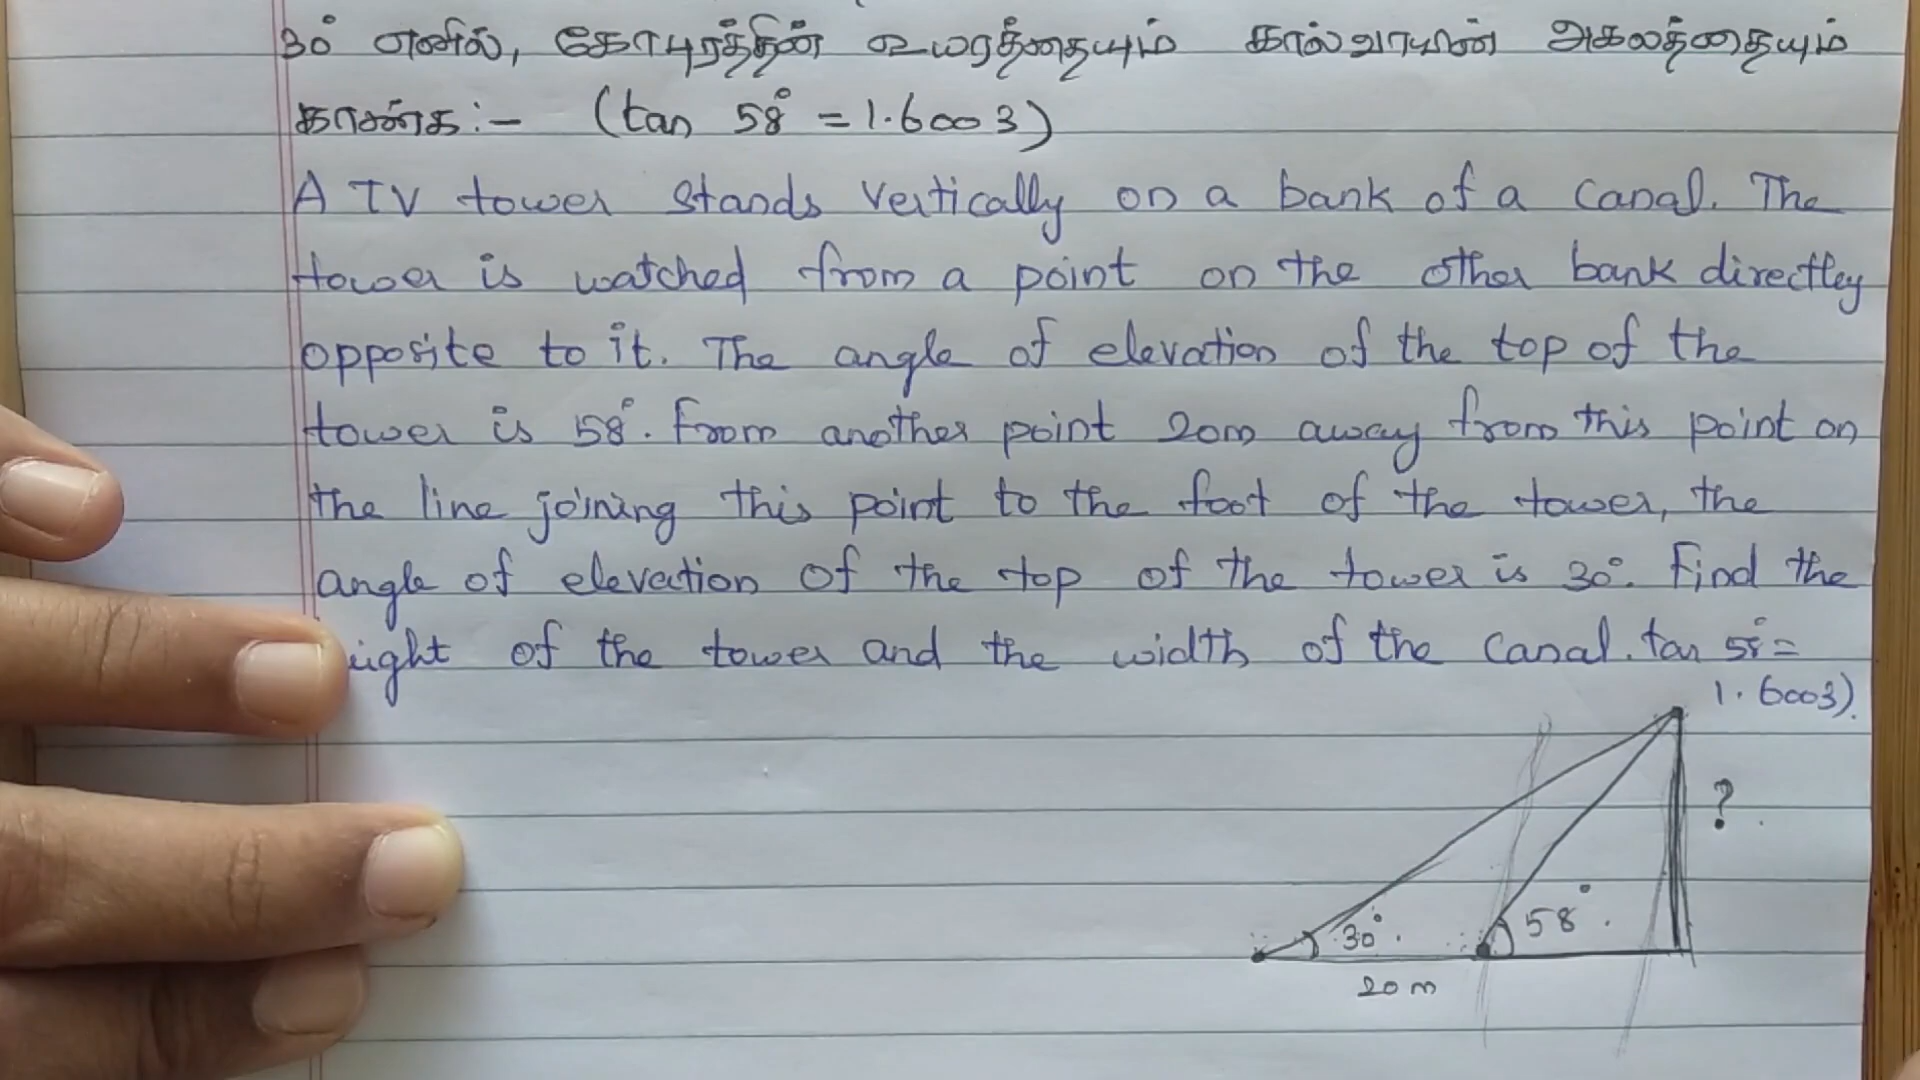 30° எனில், கோபுரத்தின் உயரத்தையும் கால்வாயின் அகலத்தையும்
காண்க:- (tan 58° = 1.6003)
A TV tower stands vertically on a bank of a canal. The
tower is watched from a point on the other bank directley
opposite to it. The angle of elevation of the top of the
tower is 58°. From another point 20m away from this point on
the line joining this point to the foot of the tower, the
angle of elevation of the top of the tower is 30°. Find the
eight of the tower and the width of the canal. tan 58° =
1.6003).
?
30°.
58°.
20 m